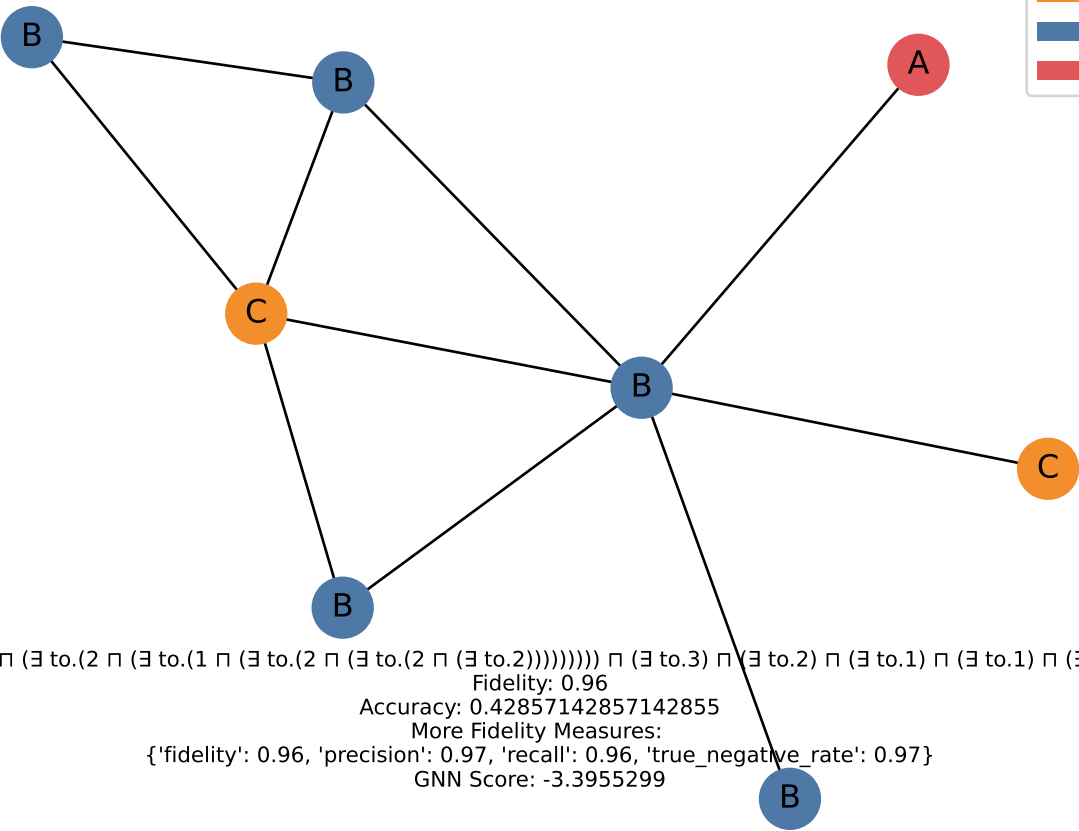 B
B
A
C
B
C
B
⊓ (∃ to.(2 ⊓ (∃ to.(1 ⊓ (∃ to.(2 ⊓ (∃ to.(2 ⊓ (∃ to.2))))))))) ⊓ (∃ to.3) ⊓ (∃ to.2) ⊓ (∃ to.1) ⊓ (∃ to.1) ⊓ (∃
Fidelity: 0.96
Accuracy: 0.42857142857142855
More Fidelity Measures:
{'fidelity': 0.96, 'precision': 0.97, 'recall': 0.96, 'true_negative_rate': 0.97}
GNN Score: -3.3955299
B